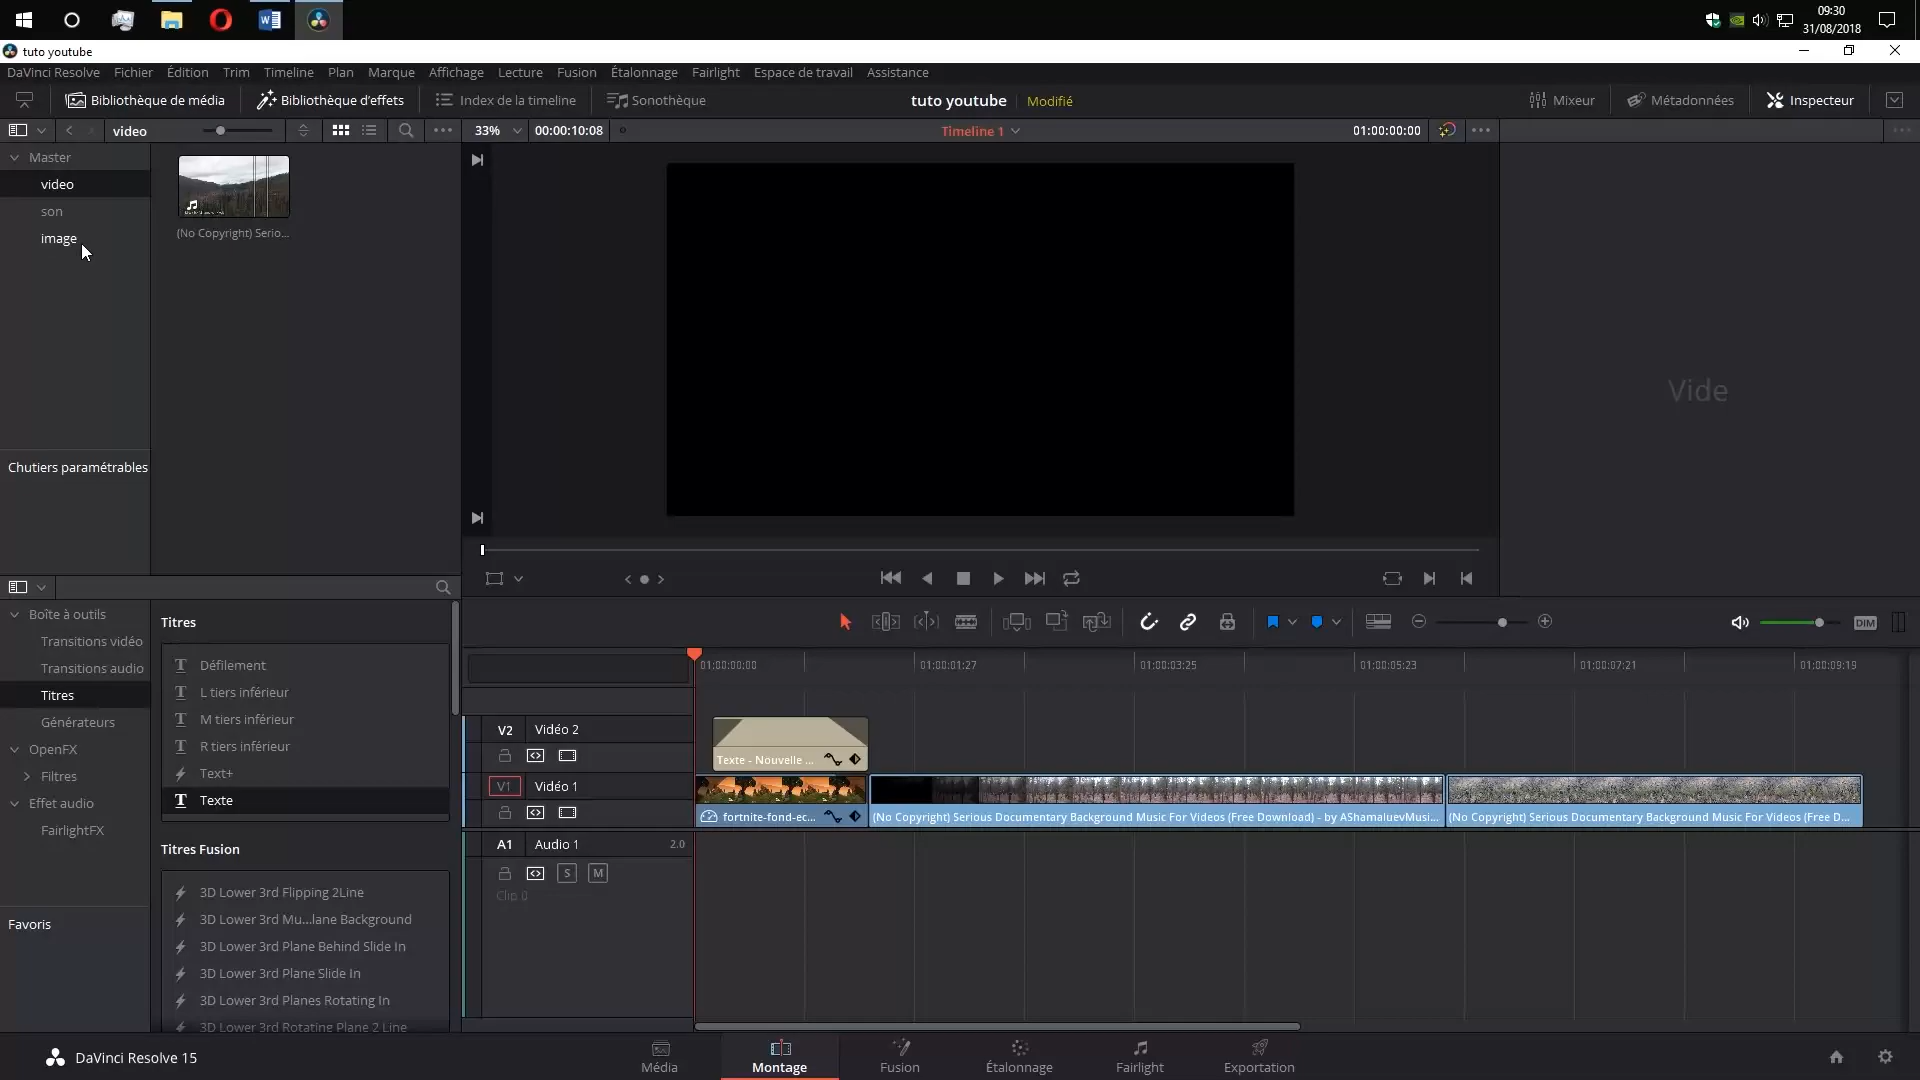 09:30
31/08/2018
tuto youtube
DaVinci Resolve Fichier Édition Trim Timeline Plan Marque Affichage Lecture Fusion Étalonnage Fairlight Espace de travail Assistance
Bibliothèque de média Bibliothèque d'effets Index de la timeline Sonothèque tuto youtube Modifié Mixeur Métadonnées Inspecteur
video 33% 00:00:10:08 Timeline 1 01:00:00:00
Master
video
son
image
(No Copyright) Serio...
Vide
Chutiers paramétrables
Boîte à outils
Transitions vidéo
Transitions audio
Titres
Générateurs
OpenFX
Filtres
Effet audio
FairlightFX
Favoris
Titres
Défilement
L tiers inférieur
M tiers inférieur
R tiers inférieur
Text+
Texte
Titres Fusion
3D Lower 3rd Flipping 2Line
3D Lower 3rd Mu...lane Background
3D Lower 3rd Plane Behind Slide In
3D Lower 3rd Plane Slide In
3D Lower 3rd Planes Rotating In
3D Lower 3rd Rotating Plane 2 Line
DIM
01:00:00:00 01:00:01:27 01:00:03:25 01:00:05:23 01:00:07:21 01:00:09:19
V2 Vidéo 2
Texte - Nouvelle ...
V1 Vidéo 1
fortnite-fond-ec... (No Copyright) Serious Documentary Background Music For Videos (Free Download) - by AShamaluevMusi... (No Copyright) Serious Documentary Background Music For Videos (Free D...
A1 Audio 1 2.0
S M
Clip 0
DaVinci Resolve 15
Média Montage Fusion Étalonnage Fairlight Exportation